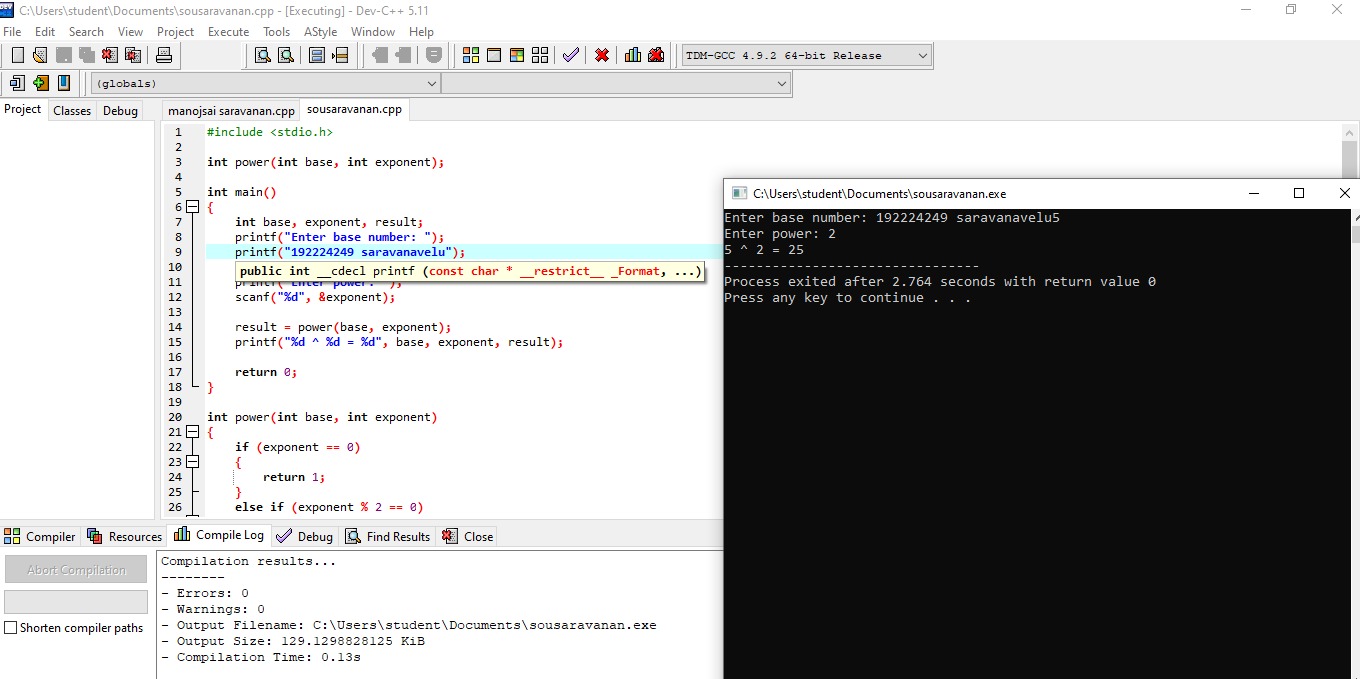 C:\Users\student\Documents\sousaravanan.cpp - [Executing] - Dev-C++ 5.11
File Edit Search View Project Execute Tools AStyle Window Help
TDM-GCC 4.9.2 64-bit Release
(globals)
Project Classes Debug
manojsai saravanan.cpp sousaravanan.cpp
1 #include <stdio.h>
2
3 int power(int base, int exponent);
4
5 int main()
6 {
7 int base, exponent, result;
8 printf("Enter base number: ");
9 printf("192224249 saravanavelu");
10 public int __cdecl printf (const char * __restrict__ _Format, ...)
11 printf("Enter power: ");
12 scanf("%d", &exponent);
13
14 result = power(base, exponent);
15 printf("%d ^ %d = %d", base, exponent, result);
16
17 return 0;
18 }
19
20 int power(int base, int exponent)
21 {
22 if (exponent == 0)
23 {
24 return 1;
25 }
26 else if (exponent % 2 == 0)
C:\Users\student\Documents\sousaravanan.exe
Enter base number: 192224249 saravanavelu5
Enter power: 2
5 ^ 2 = 25
--------------------------------
Process exited after 2.764 seconds with return value 0
Press any key to continue . . .
Compiler Resources Compile Log Debug Find Results Close
Abort Compilation
Shorten compiler paths
Compilation results...
--------
- Errors: 0
- Warnings: 0
- Output Filename: C:\Users\student\Documents\sousaravanan.exe
- Output Size: 129.1298828125 KiB
- Compilation Time: 0.13s